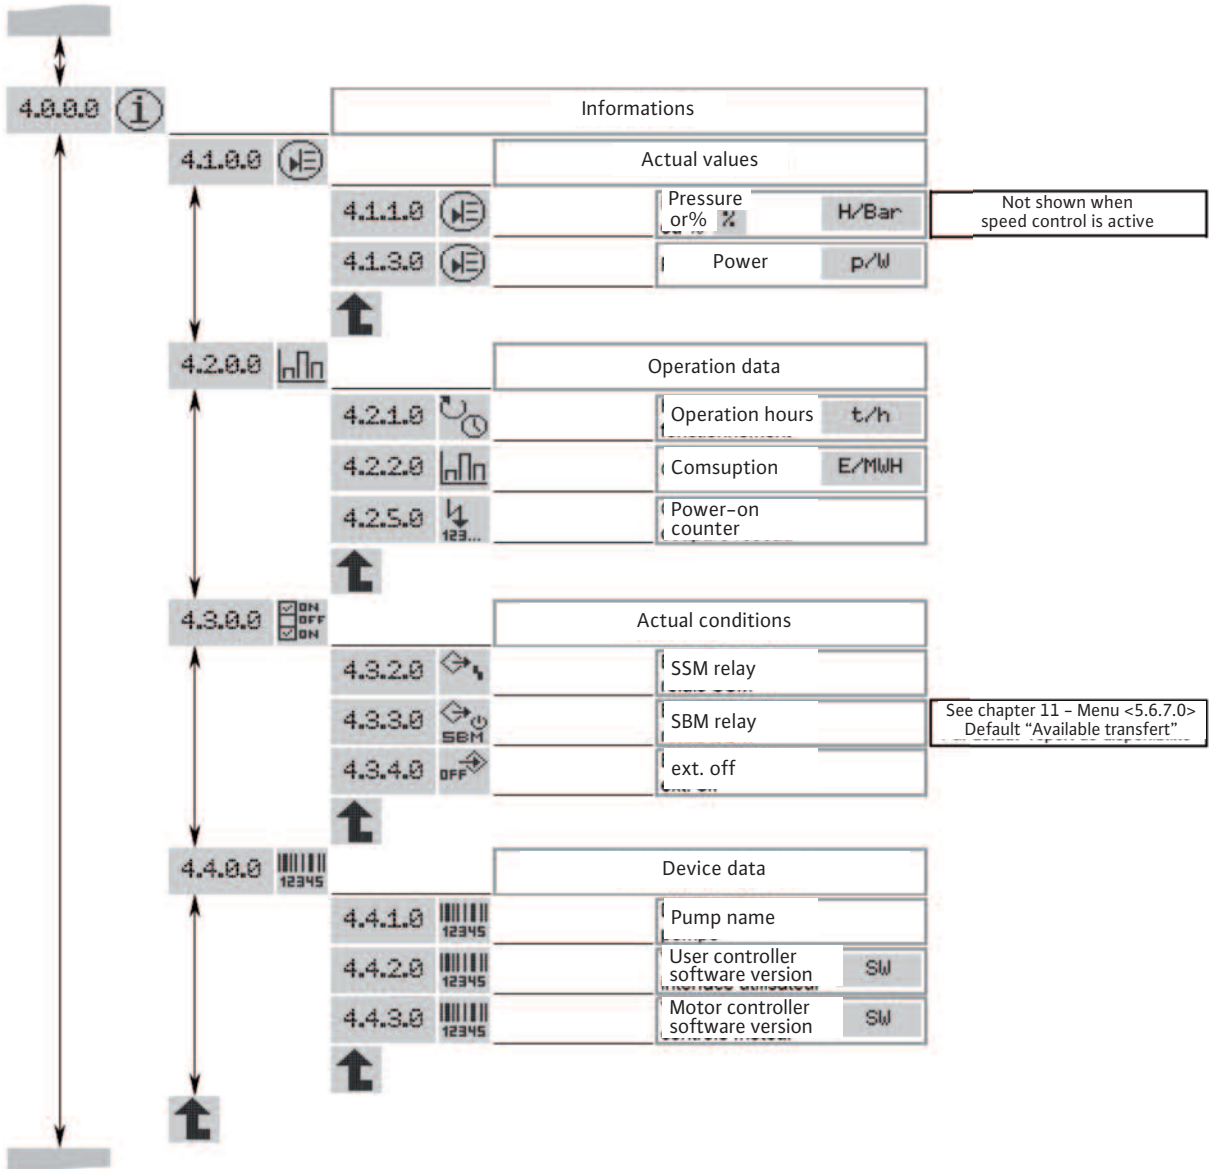 4.0.0.0 Informations
4.1.0.0 Actual values
4.1.1.0 Pressure
or% % H/Bar
Not shown when
speed control is active
4.1.3.0 Power p/W
4.2.0.0 Operation data
4.2.1.0 Operation hours t/h
4.2.2.0 Comsuption E/MWH
4.2.5.0 123... Power-on
counter
4.3.0.0 ON Actual conditions
OFF
ON
4.3.2.0 SSM relay
4.3.3.0 SBM SBM relay
See chapter 11 - Menu <5.6.7.0>
Default “Available transfert”
4.3.4.0 OFF ext. off
4.4.0.0 12345 Device data
4.4.1.0 12345 Pump name
4.4.2.0 12345 User controller
software version SW
4.4.3.0 12345 Motor controller
software version SW